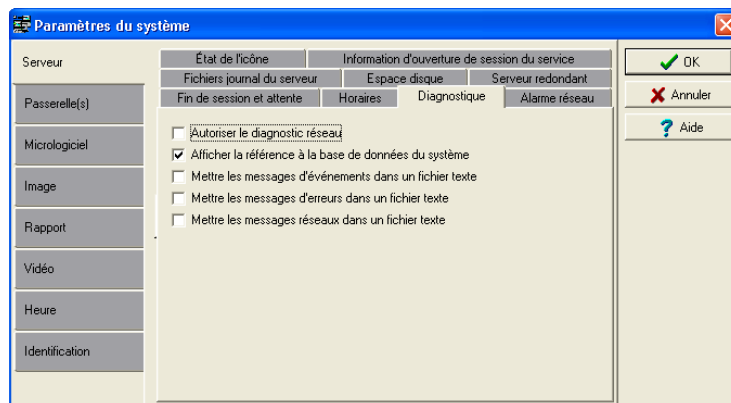 Paramètres du système
Serveur
Passerelle(s)
Micrologiciel
Image
Rapport
Vidéo
Heure
Identification
État de l'icône
Information d'ouverture de session du service
Fichiers journal du serveur
Espace disque
Serveur redondant
Fin de session et attente
Horaires
Diagnostique
Alarme réseau
Autoriser le diagnostic réseau
Afficher la référence à la base de données du système
Mettre les messages d'événements dans un fichier texte
Mettre les messages d'erreurs dans un fichier texte
Mettre les messages réseaux dans un fichier texte
OK
Annuler
Aide